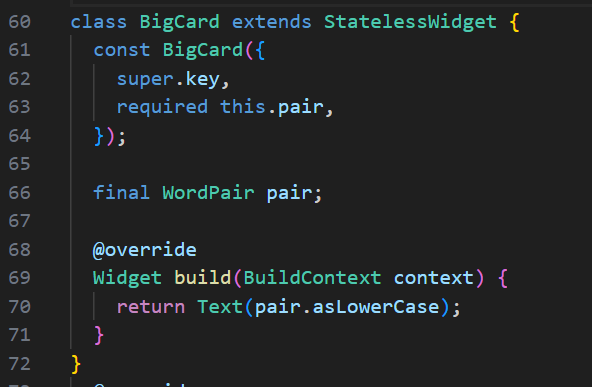 60 class BigCard extends StatelessWidget {
61   const BigCard({
62     super.key,
63     required this.pair,
64   });
65
66   final WordPair pair;
67
68   @override
69   Widget build(BuildContext context) {
70     return Text(pair.asLowerCase);
71   }
72 }